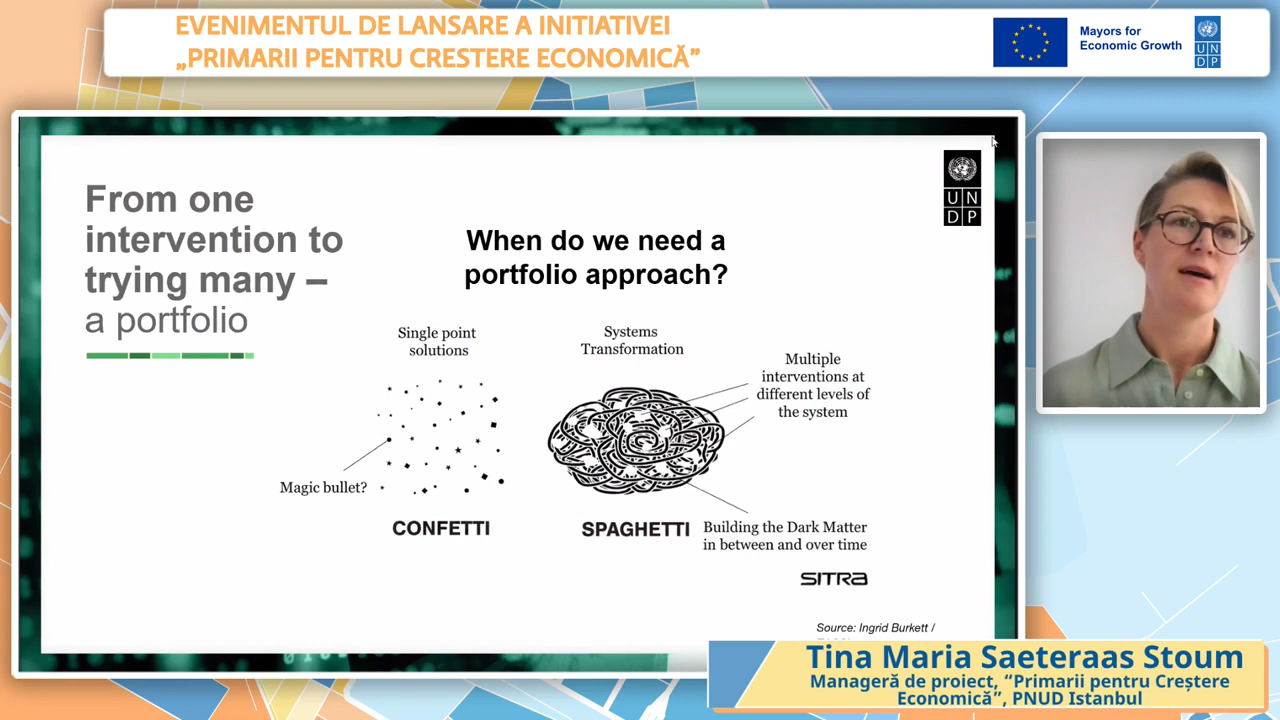 EVENIMENTUL DE LANSARE A INITIATIVEI
„PRIMARII PENTRU CRESTERE ECONOMICĂ”
Mayors for
Economic Growth
U N
D P
From one
intervention to
trying many –
a portfolio
When do we need a
portfolio approach?
U N
D P
Single point
solutions
Systems
Transformation
Multiple
interventions at
different levels of
the system
Magic bullet?
CONFETTI
SPAGHETTI
Building the Dark Matter
in between and over time
SITRA
Source: Ingrid Burkett /
Tina Maria Saeteraas Stoum
Manageră de proiect, “Primarii pentru Creștere
Economică”, PNUD Istanbul